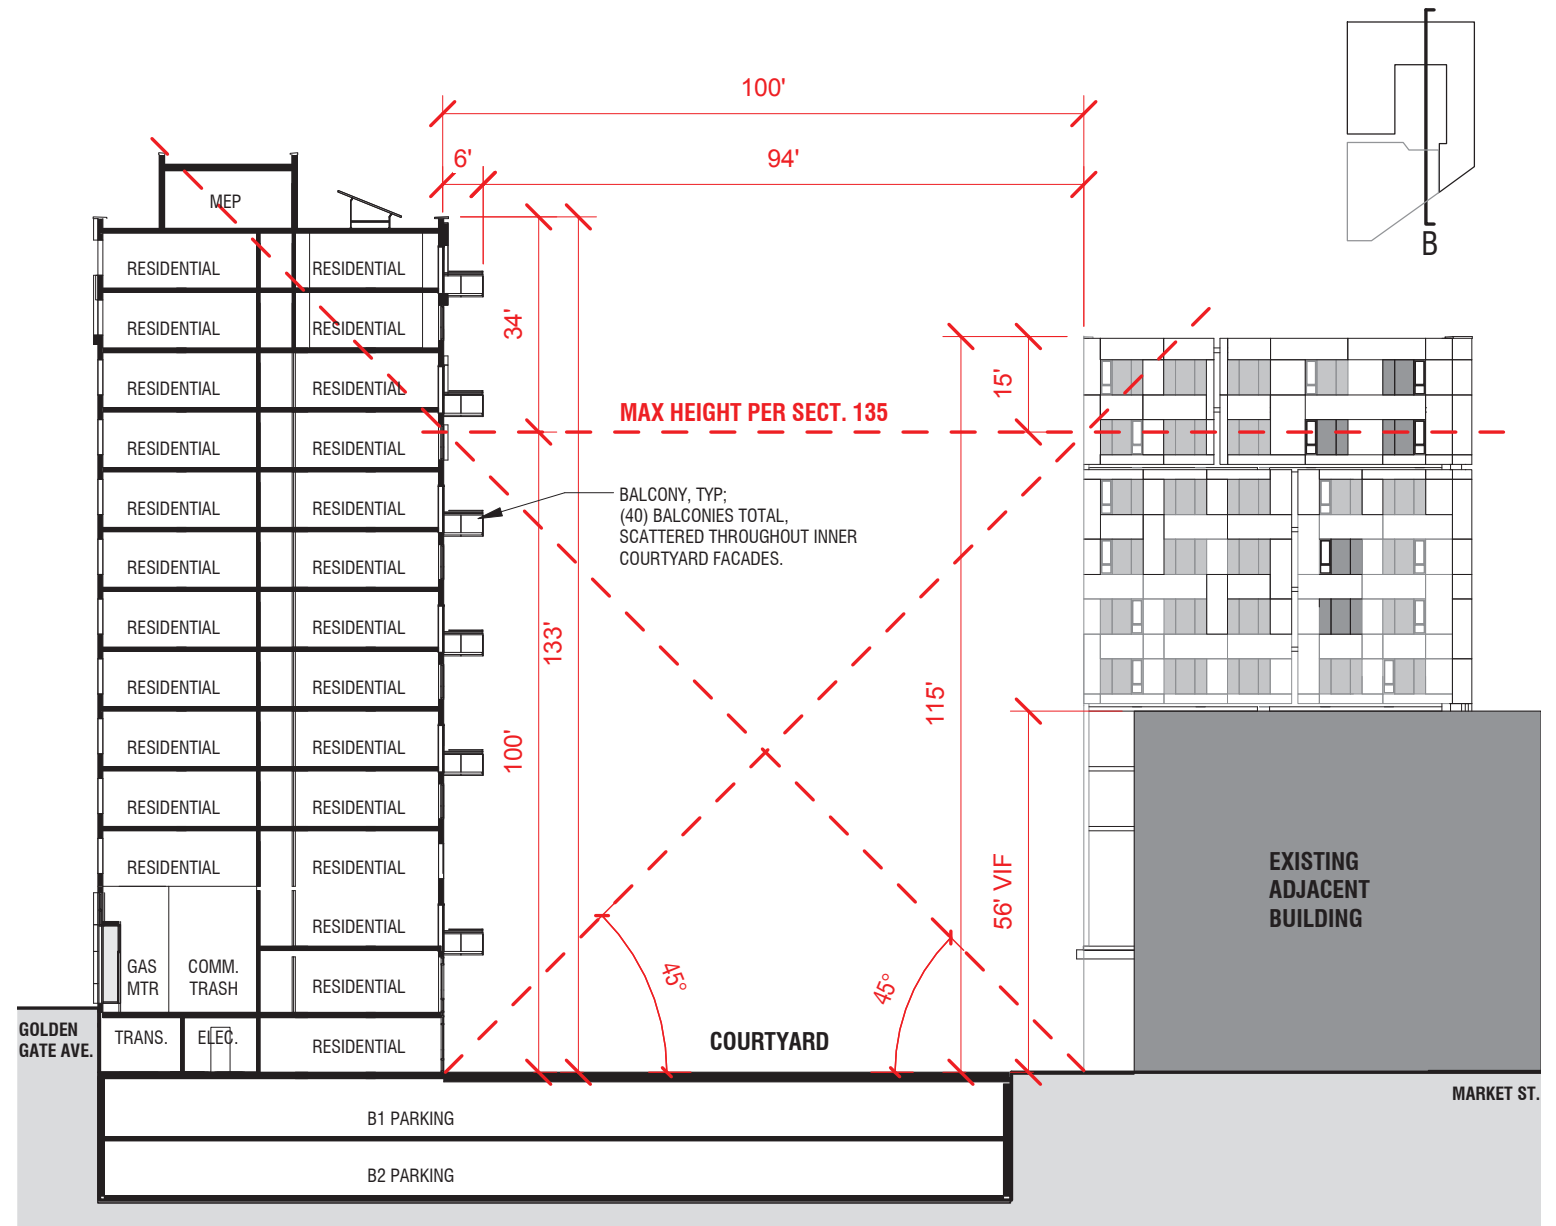 100'
6'
94'
B
MEP
RESIDENTIAL RESIDENTIAL
RESIDENTIAL RESIDENTIAL
34'
15'
RESIDENTIAL RESIDENTIAL
MAX HEIGHT PER SECT. 135
RESIDENTIAL RESIDENTIAL
RESIDENTIAL RESIDENTIAL
BALCONY, TYP;
(40) BALCONIES TOTAL,
SCATTERED THROUGHOUT INNER
COURTYARD FACADES.
RESIDENTIAL RESIDENTIAL
RESIDENTIAL RESIDENTIAL
133'
RESIDENTIAL RESIDENTIAL
115'
RESIDENTIAL RESIDENTIAL
100'
RESIDENTIAL RESIDENTIAL
RESIDENTIAL RESIDENTIAL
56' VIF
EXISTING
ADJACENT
BUILDING
RESIDENTIAL
GAS
MTR
COMM.
TRASH
RESIDENTIAL
45°
45°
GOLDEN
GATE AVE.
TRANS.
ELEC.
RESIDENTIAL
COURTYARD
MARKET ST.
B1 PARKING
B2 PARKING